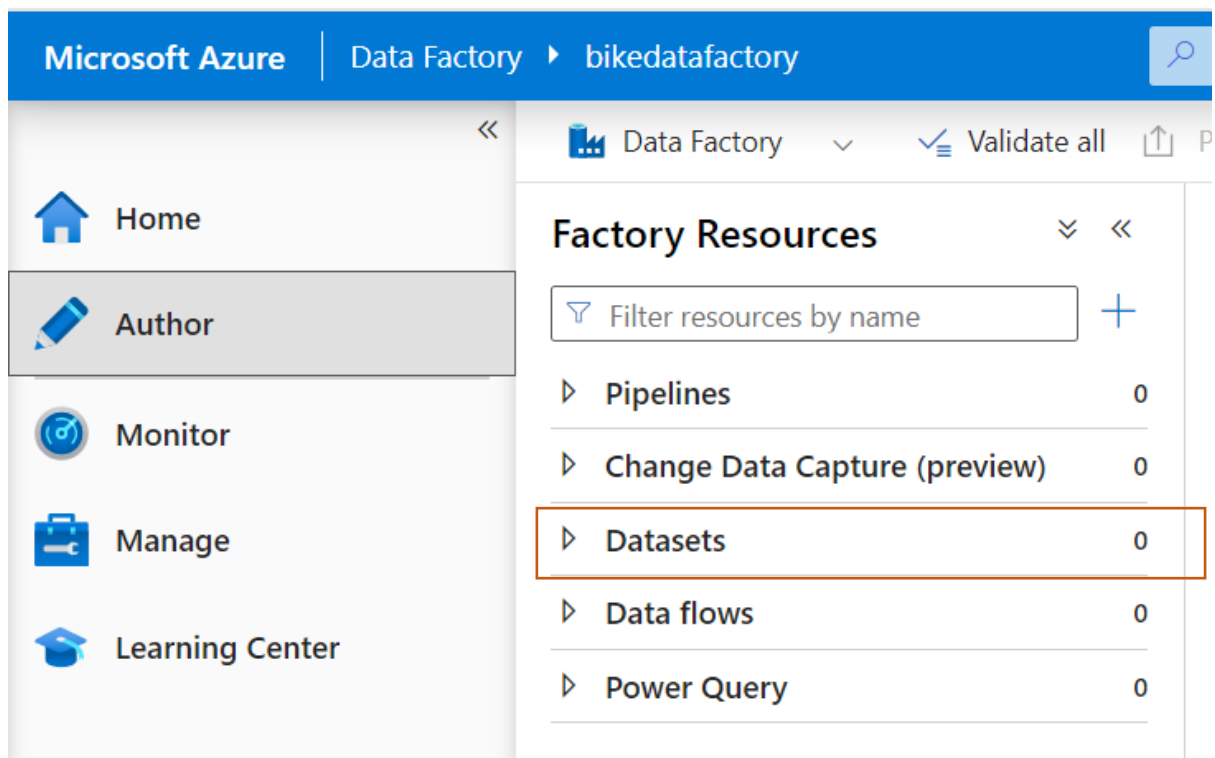 Microsoft Azure Data Factory bikedatafactory
Data Factory Validate all
Home
Author
Monitor
Manage
Learning Center
Factory Resources
Filter resources by name
Pipelines 0
Change Data Capture (preview) 0
Datasets 0
Data flows 0
Power Query 0